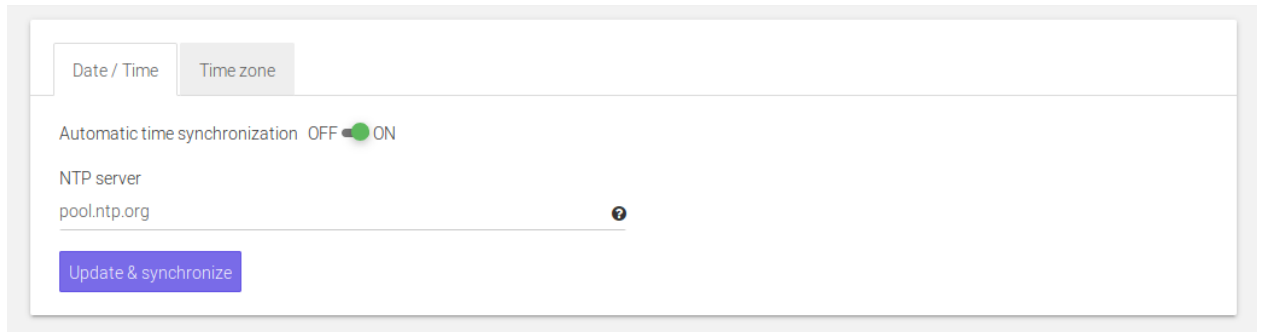 Date / Time Time zone
Automatic time synchronization OFF ON
NTP server
pool.ntp.org ?
Update & synchronize